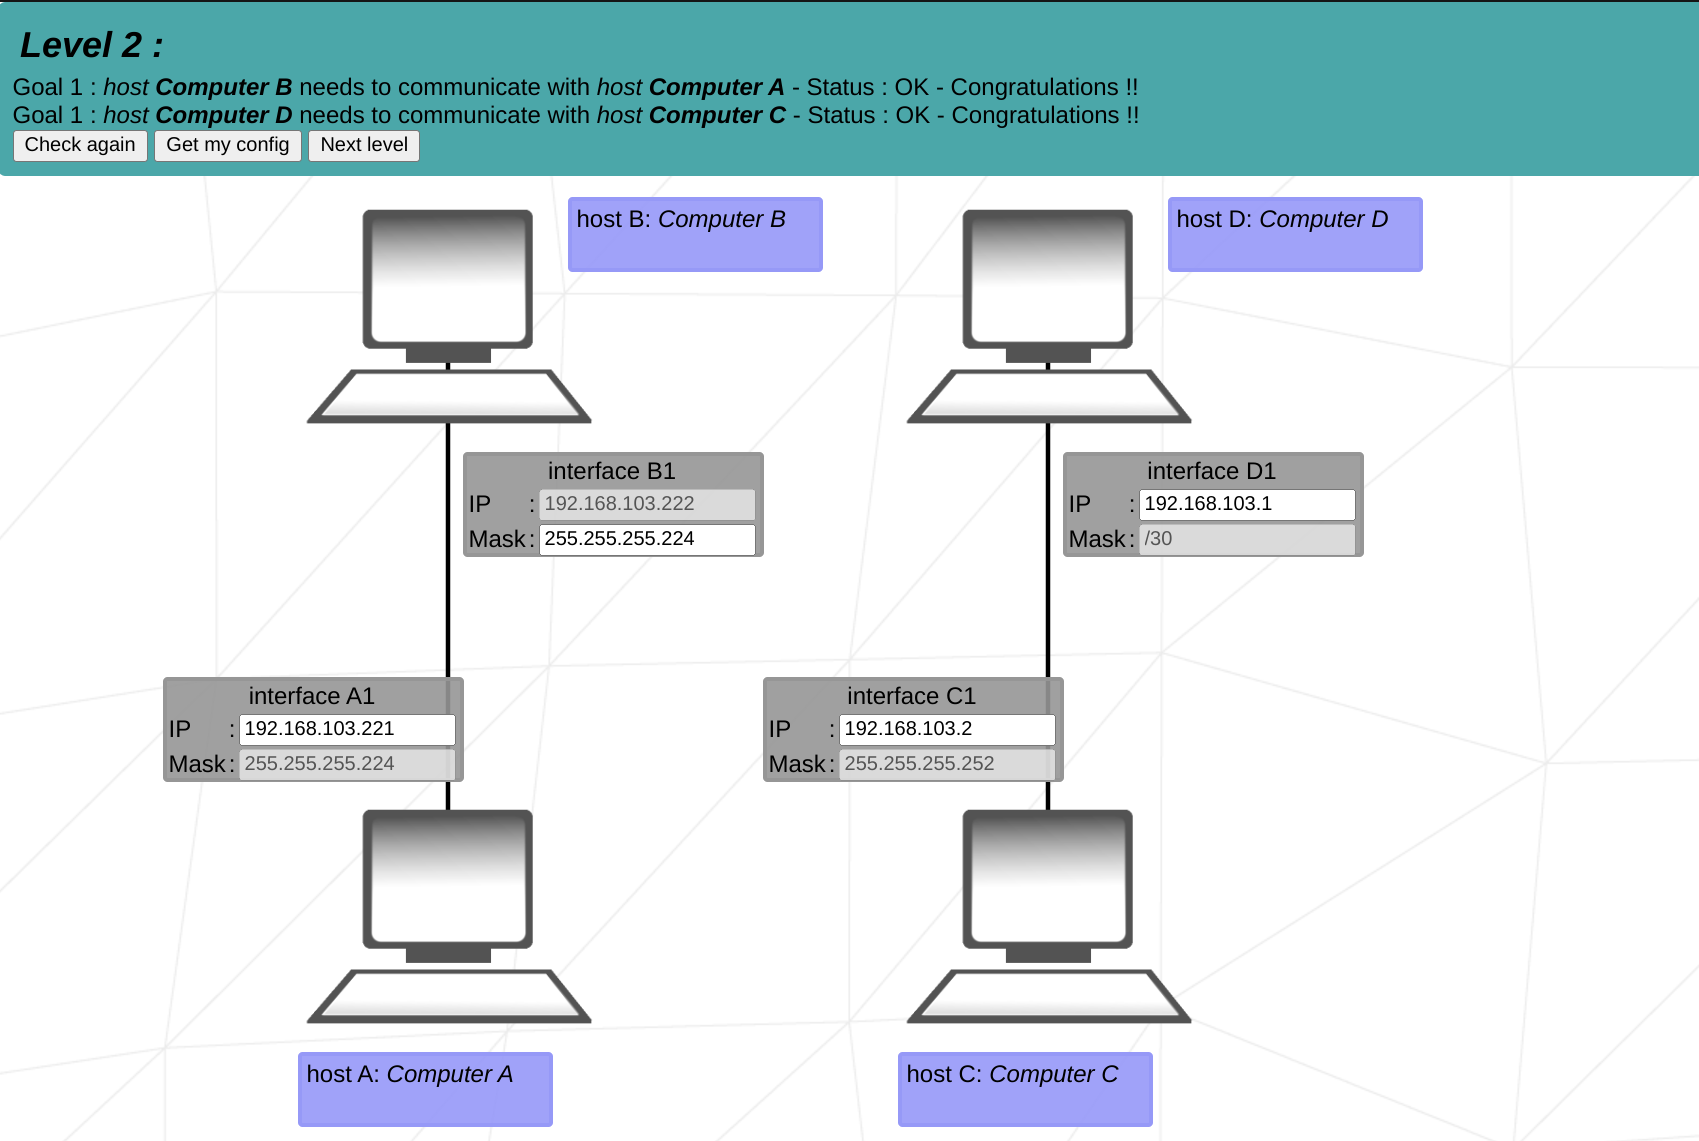 Level 2 :
Goal 1 : host Computer B needs to communicate with host Computer A - Status : OK - Congratulations !!
Goal 1 : host Computer D needs to communicate with host Computer C - Status : OK - Congratulations !!
Check again Get my config Next level
host B: Computer B
host D: Computer D
interface B1
IP : 192.168.103.222
Mask : 255.255.255.224
interface D1
IP : 192.168.103.1
Mask : /30
interface A1
IP : 192.168.103.221
Mask : 255.255.255.224
interface C1
IP : 192.168.103.2
Mask : 255.255.255.252
host A: Computer A
host C: Computer C